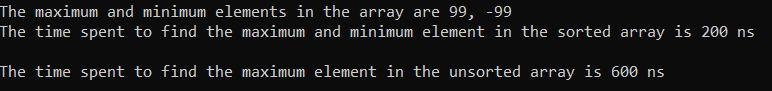 The maximum and minimum elements in the array are 99, -99
The time spent to find the maximum and minimum element in the sorted array is 200 ns
The time spent to find the maximum element in the unsorted array is 600 ns